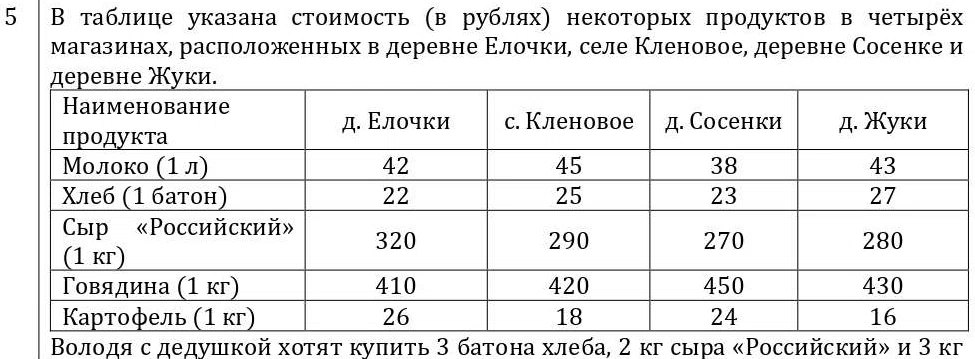 5 В таблице указана стоимость (в рублях) некоторых продуктов в четырёх
магазинах, расположенных в деревне Елочки, селе Кленовое, деревне Сосенке и
деревне Жуки.
Наименование продукта д. Елочки с. Кленовое д. Сосенки д. Жуки
Молоко (1 л) 42 45 38 43
Хлеб (1 батон) 22 25 23 27
Сыр «Российский» (1 кг) 320 290 270 280
Говядина (1 кг) 410 420 450 430
Картофель (1 кг) 26 18 24 16
Володя с дедушкой хотят купить 3 батона хлеба, 2 кг сыра «Российский» и 3 кг